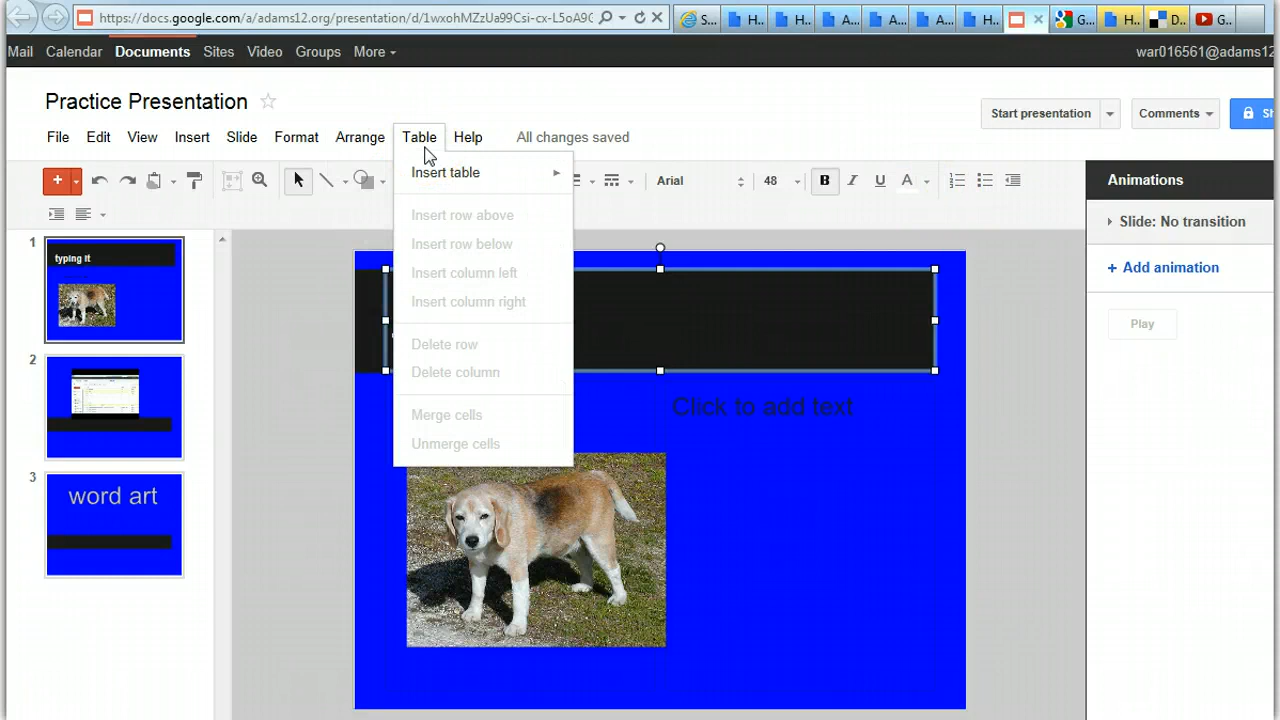 https://docs.google.com/a/adams12.org/presentation/d/1wxohMZzUa99Csi-cx-L5oA9C
S...
H...
H...
A...
A...
A...
H...
G...
H...
D...
G...
Mail Calendar Documents Sites Video Groups More
war016561@adams12
Practice Presentation
Start presentation
Comments
Sh
File Edit View Insert Slide Format Arrange Table Help All changes saved
Arial 48 B I U A
Insert table
Insert row above
Insert row below
Insert column left
Insert column right
Delete row
Delete column
Merge cells
Unmerge cells
Animations
Slide: No transition
+ Add animation
Play
1
typing it
2
3
word art
Click to add text